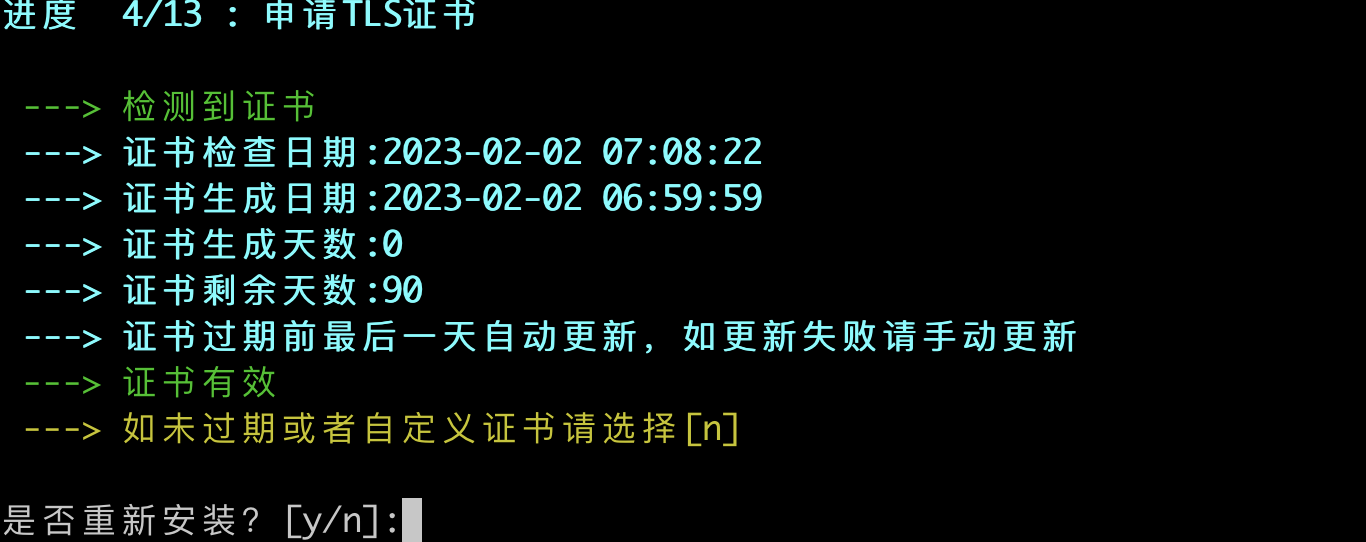 进度  4/13 : 申请TLS证书
---> 检测到证书
---> 证书检查日期:2023-02-02 07:08:22
---> 证书生成日期:2023-02-02 06:59:59
---> 证书生成天数:0
---> 证书剩余天数:90
---> 证书过期前最后一天自动更新，如更新失败请手动更新
---> 证书有效
---> 如未过期或者自定义证书请选择[n]
是否重新安装？[y/n]: